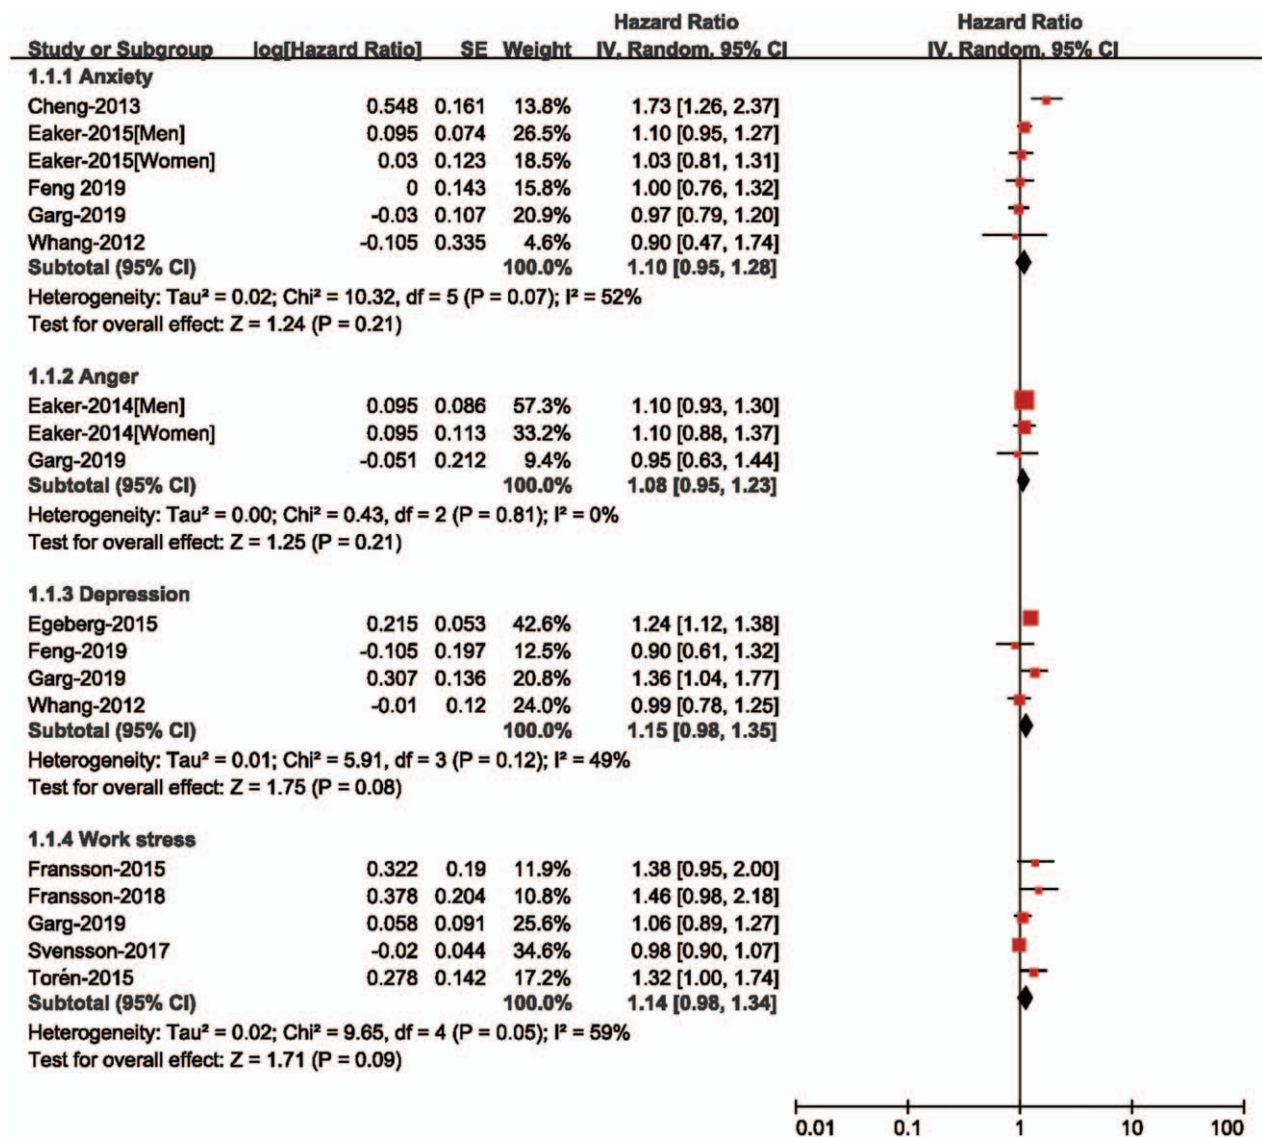 Hazard Ratio Hazard Ratio
Study or Subgroup log[Hazard Ratio] SE Weight IV, Random, 95% CI IV, Random, 95% CI
1.1.1 Anxiety
Cheng-2013 0.548 0.161 13.8% 1.73 [1.26, 2.37]
Eaker-2015[Men] 0.095 0.074 26.5% 1.10 [0.95, 1.27]
Eaker-2015[Women] 0.03 0.123 18.5% 1.03 [0.81, 1.31]
Feng 2019 0 0.143 15.8% 1.00 [0.76, 1.32]
Garg-2019 -0.03 0.107 20.9% 0.97 [0.79, 1.20]
Whang-2012 -0.105 0.335 4.6% 0.90 [0.47, 1.74]
Subtotal (95% CI) 100.0% 1.10 [0.95, 1.28]
Heterogeneity: Tau² = 0.02; Chi² = 10.32, df = 5 (P = 0.07); I² = 52%
Test for overall effect: Z = 1.24 (P = 0.21)
1.1.2 Anger
Eaker-2014[Men] 0.095 0.086 57.3% 1.10 [0.93, 1.30]
Eaker-2014[Women] 0.095 0.113 33.2% 1.10 [0.88, 1.37]
Garg-2019 -0.051 0.212 9.4% 0.95 [0.63, 1.44]
Subtotal (95% CI) 100.0% 1.08 [0.95, 1.23]
Heterogeneity: Tau² = 0.00; Chi² = 0.43, df = 2 (P = 0.81); I² = 0%
Test for overall effect: Z = 1.25 (P = 0.21)
1.1.3 Depression
Egeberg-2015 0.215 0.053 42.6% 1.24 [1.12, 1.38]
Feng-2019 -0.105 0.197 12.5% 0.90 [0.61, 1.32]
Garg-2019 0.307 0.136 20.8% 1.36 [1.04, 1.77]
Whang-2012 -0.01 0.12 24.0% 0.99 [0.78, 1.25]
Subtotal (95% CI) 100.0% 1.15 [0.98, 1.35]
Heterogeneity: Tau² = 0.01; Chi² = 5.91, df = 3 (P = 0.12); I² = 49%
Test for overall effect: Z = 1.75 (P = 0.08)
1.1.4 Work stress
Fransson-2015 0.322 0.19 11.9% 1.38 [0.95, 2.00]
Fransson-2018 0.378 0.204 10.8% 1.46 [0.98, 2.18]
Garg-2019 0.058 0.091 25.6% 1.06 [0.89, 1.27]
Svensson-2017 -0.02 0.044 34.6% 0.98 [0.90, 1.07]
Torén-2015 0.278 0.142 17.2% 1.32 [1.00, 1.74]
Subtotal (95% CI) 100.0% 1.14 [0.98, 1.34]
Heterogeneity: Tau² = 0.02; Chi² = 9.65, df = 4 (P = 0.05); I² = 59%
Test for overall effect: Z = 1.71 (P = 0.09)
0.01 0.1 1 10 100